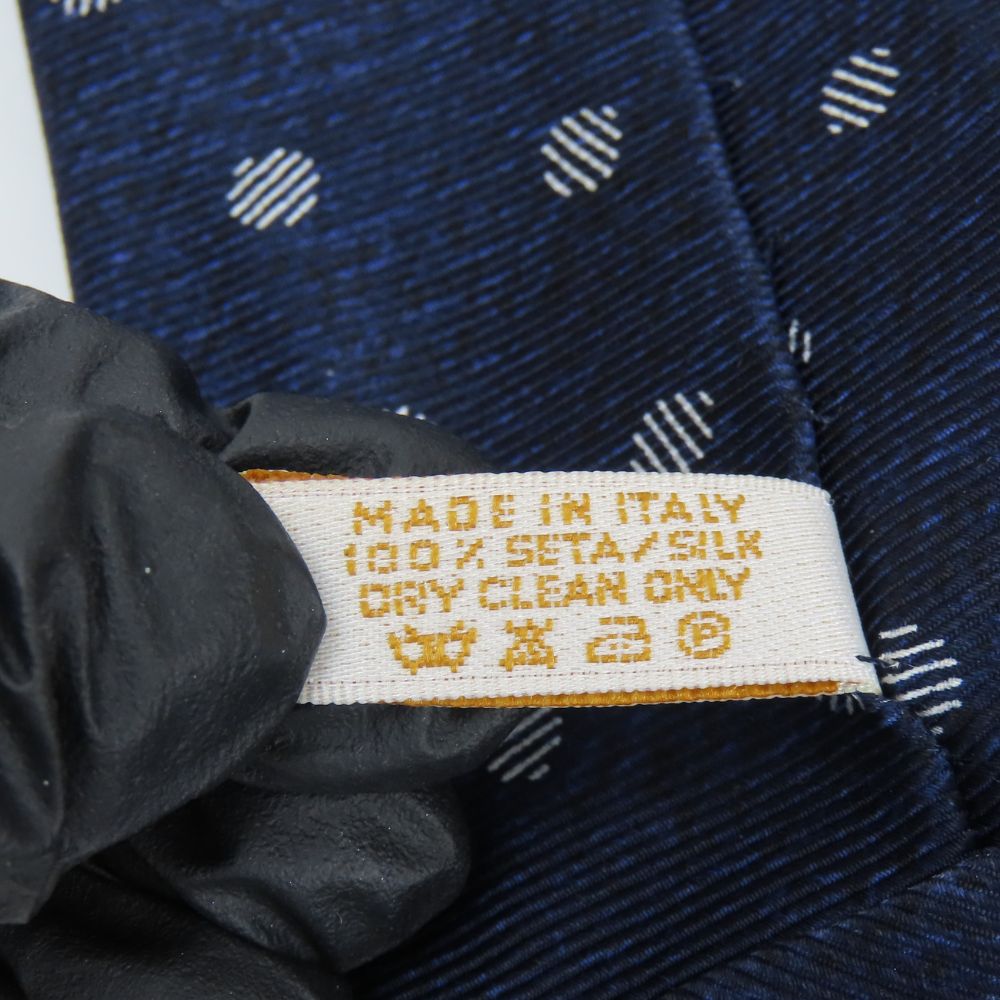 MADE IN ITALY
100% SETA/SILK
DRY CLEAN ONLY
P